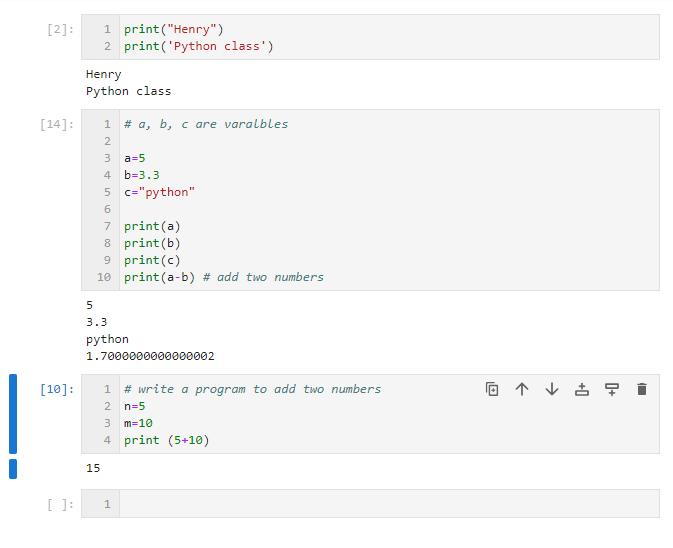 [2]:
1 print("Henry")
2 print('Python class')
Henry
Python class
[14]:
1 # a, b, c are varalbles
2
3 a=5
4 b=3.3
5 c="python"
6
7 print(a)
8 print(b)
9 print(c)
10 print(a-b) # add two numbers
5
3.3
python
1.7000000000000002
[10]:
1 # write a program to add two numbers
2 n=5
3 m=10
4 print (5+10)
15
[ ]:
1